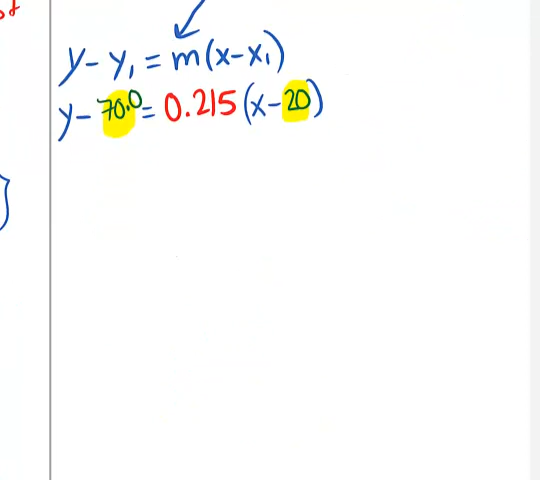 y - y₁ = m(x-x₁)
y - 70.0 = 0.215(x-20)